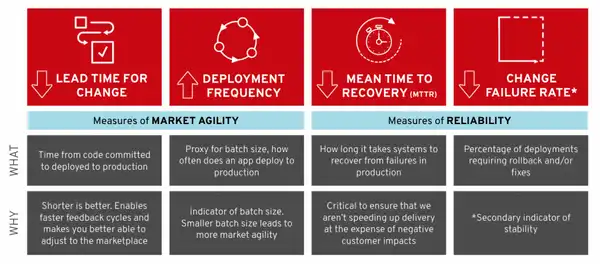 LEAD TIME FOR
CHANGE
DEPLOYMENT
FREQUENCY
MEAN TIME TO
RECOVERY (MTTR)
CHANGE
FAILURE RATE*
Measures of MARKET AGILITY
Measures of RELIABILITY
WHAT
Time from code committed
to deployed to production
Proxy for batch size, how
often does an app deploy to
production
How long it takes systems to
recover from failures in
production
Percentage of deployments
requiring rollback and/or
fixes
WHY
Shorter is better. Enables
faster feedback cycles and
makes you better able to
adjust to the marketplace
Indicator of batch size.
Smaller batch size leads to
more market agility
Critical to ensure that we
aren't speeding up delivery
at the expense of negative
customer impacts
*Secondary indicator of
stability